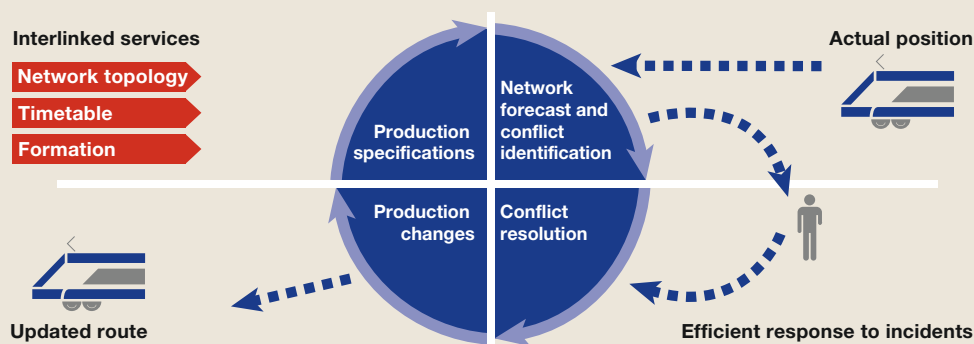 Interlinked services
Network topology
Timetable
Formation
Production
specifications
Network
forecast and
conflict
identification
Actual position
Production
changes
Conflict
resolution
Updated route
Efficient response to incidents